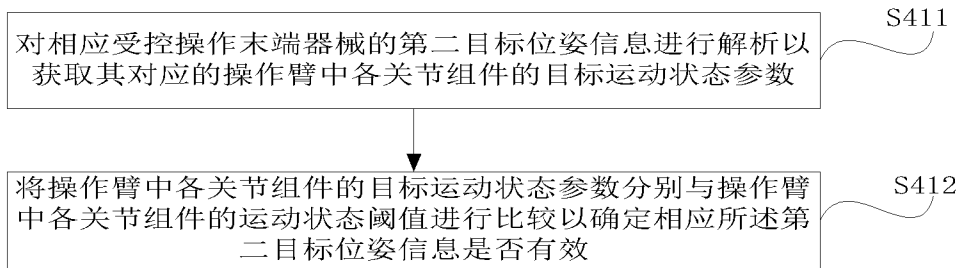 S411
对相应受控操作末端器械的第二目标位姿信息进行解析以
获取其对应的操作臂中各关节组件的目标运动状态参数
S412
将操作臂中各关节组件的目标运动状态参数分别与操作臂
中各关节组件的运动状态阈值进行比较以确定相应所述第
二目标位姿信息是否有效